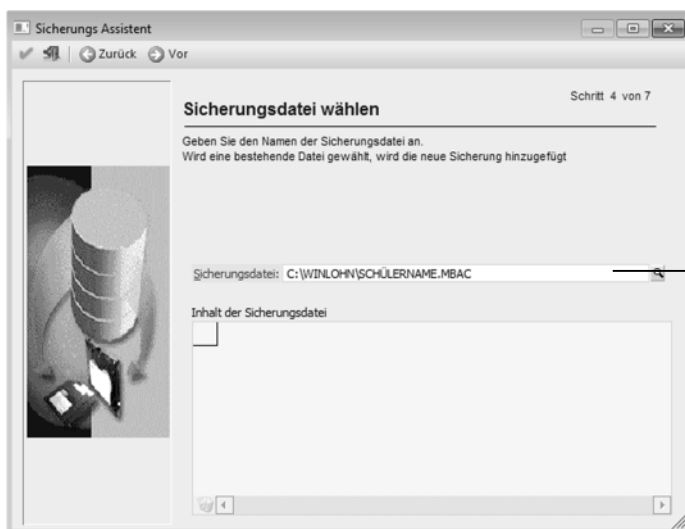 Sicherungs Assistent
Zurück Vor
Schritt 4 von 7
Sicherungsdatei wählen
Geben Sie den Namen der Sicherungsdatei an.
Wird eine bestehende Datei gewählt, wird die neue Sicherung hinzugefügt
Sicherungsdatei: C:\WINLOHN\SCHÜLERNAME.MBAC
Inhalt der Sicherungsdatei